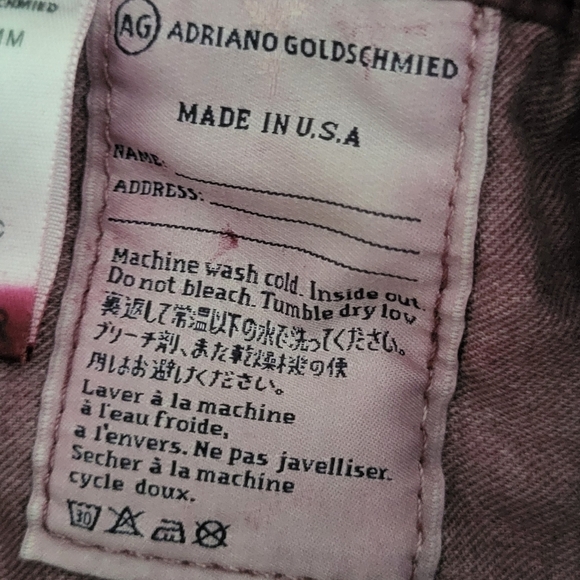 AG ADRIANO GOLDSCHMIED
MADE IN U.S.A
NAME:
ADDRESS:
Machine wash cold. Inside out.
Do not bleach. Tumble dry low
裏返して常温以下の水で洗ってください。
ブリーチ剤、また乾燥機の使
用はお避けください。
Laver à la machine
à l'eau froide,
a l'envers. Ne pas javelliser.
Secher à la machine
cycle doux.
30